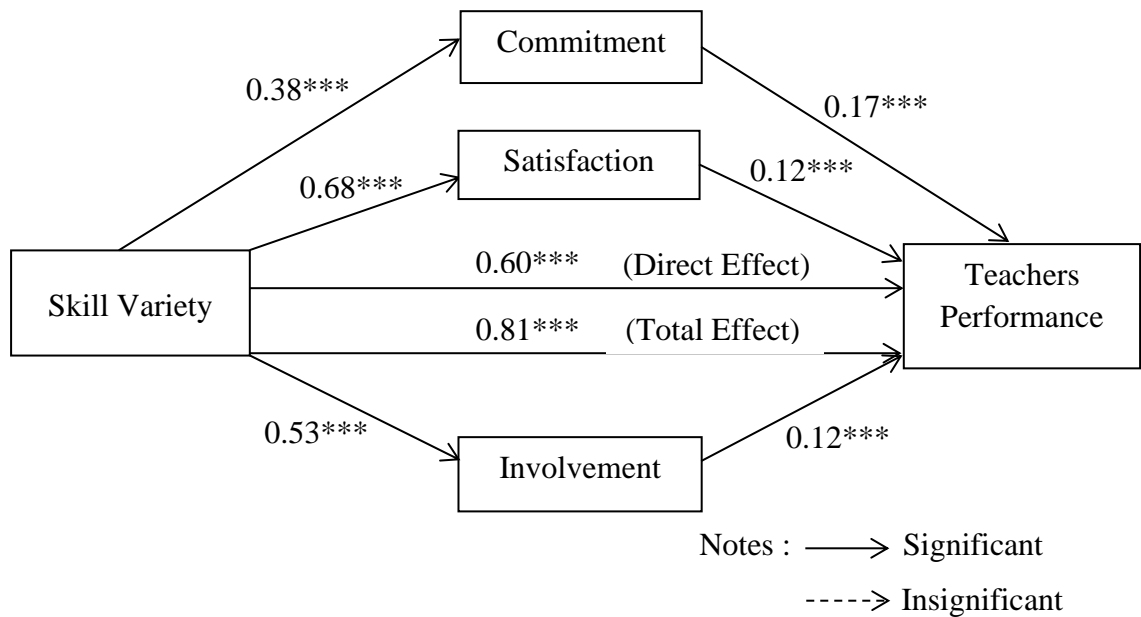 Commitment
0.38***
0.17***
Satisfaction
0.68***
0.12***
0.60*** (Direct Effect)
Skill Variety
Teachers
Performance
0.81*** (Total Effect)
0.53***
0.12***
Involvement
Notes : Significant
Insignificant